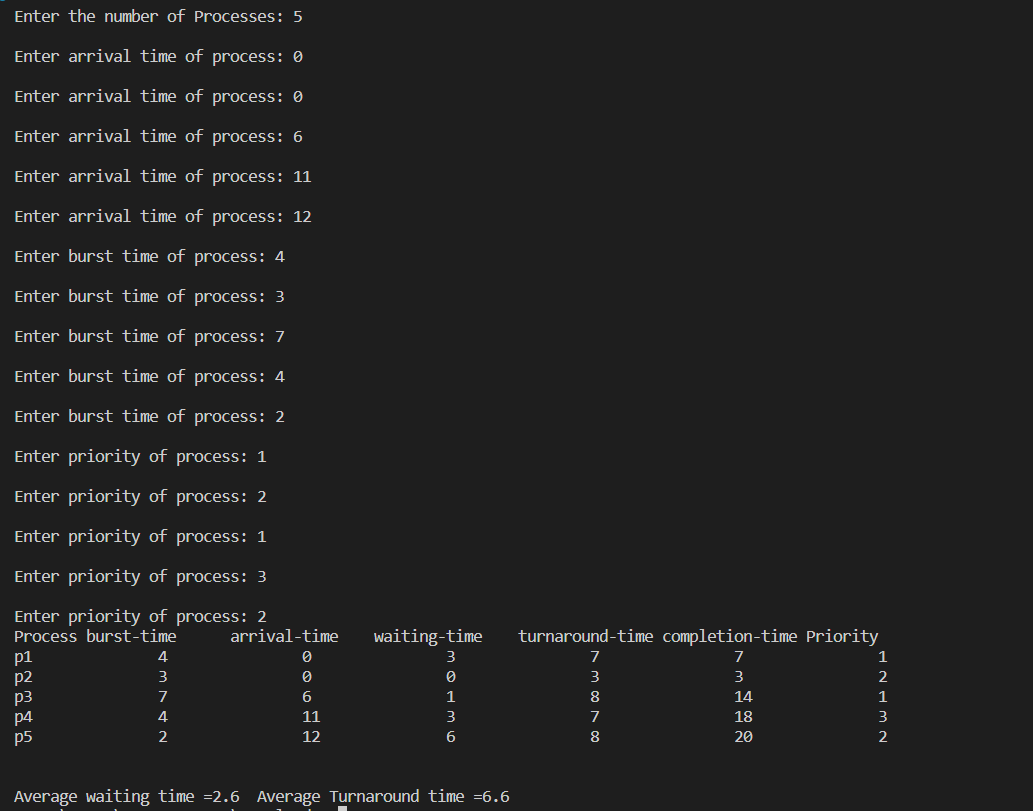 Enter the number of Processes: 5
Enter arrival time of process: 0
Enter arrival time of process: 0
Enter arrival time of process: 6
Enter arrival time of process: 11
Enter arrival time of process: 12
Enter burst time of process: 4
Enter burst time of process: 3
Enter burst time of process: 7
Enter burst time of process: 4
Enter burst time of process: 2
Enter priority of process: 1
Enter priority of process: 2
Enter priority of process: 1
Enter priority of process: 3
Enter priority of process: 2
Process burst-time arrival-time waiting-time turnaround-time completion-time Priority
p1 4 0 3 7 7 1
p2 3 0 0 3 3 2
p3 7 6 1 8 14 1
p4 4 11 3 7 18 3
p5 2 12 6 8 20 2
Average waiting time =2.6 Average Turnaround time =6.6